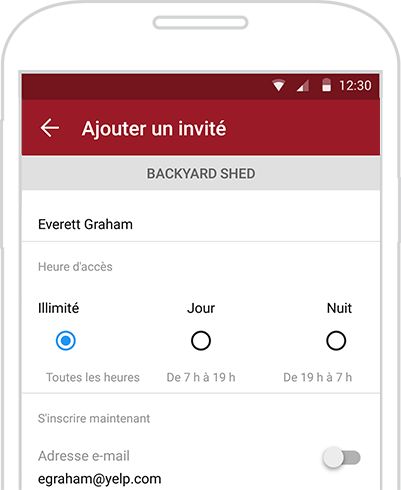 12:30
Ajouter un invité
BACKYARD SHED
Everett Graham
Heure d'accès
Illimité Jour Nuit
Toutes les heures De 7 h à 19 h De 19 h à 7 h
S'inscrire maintenant
Adresse e-mail
egraham@yelp.com